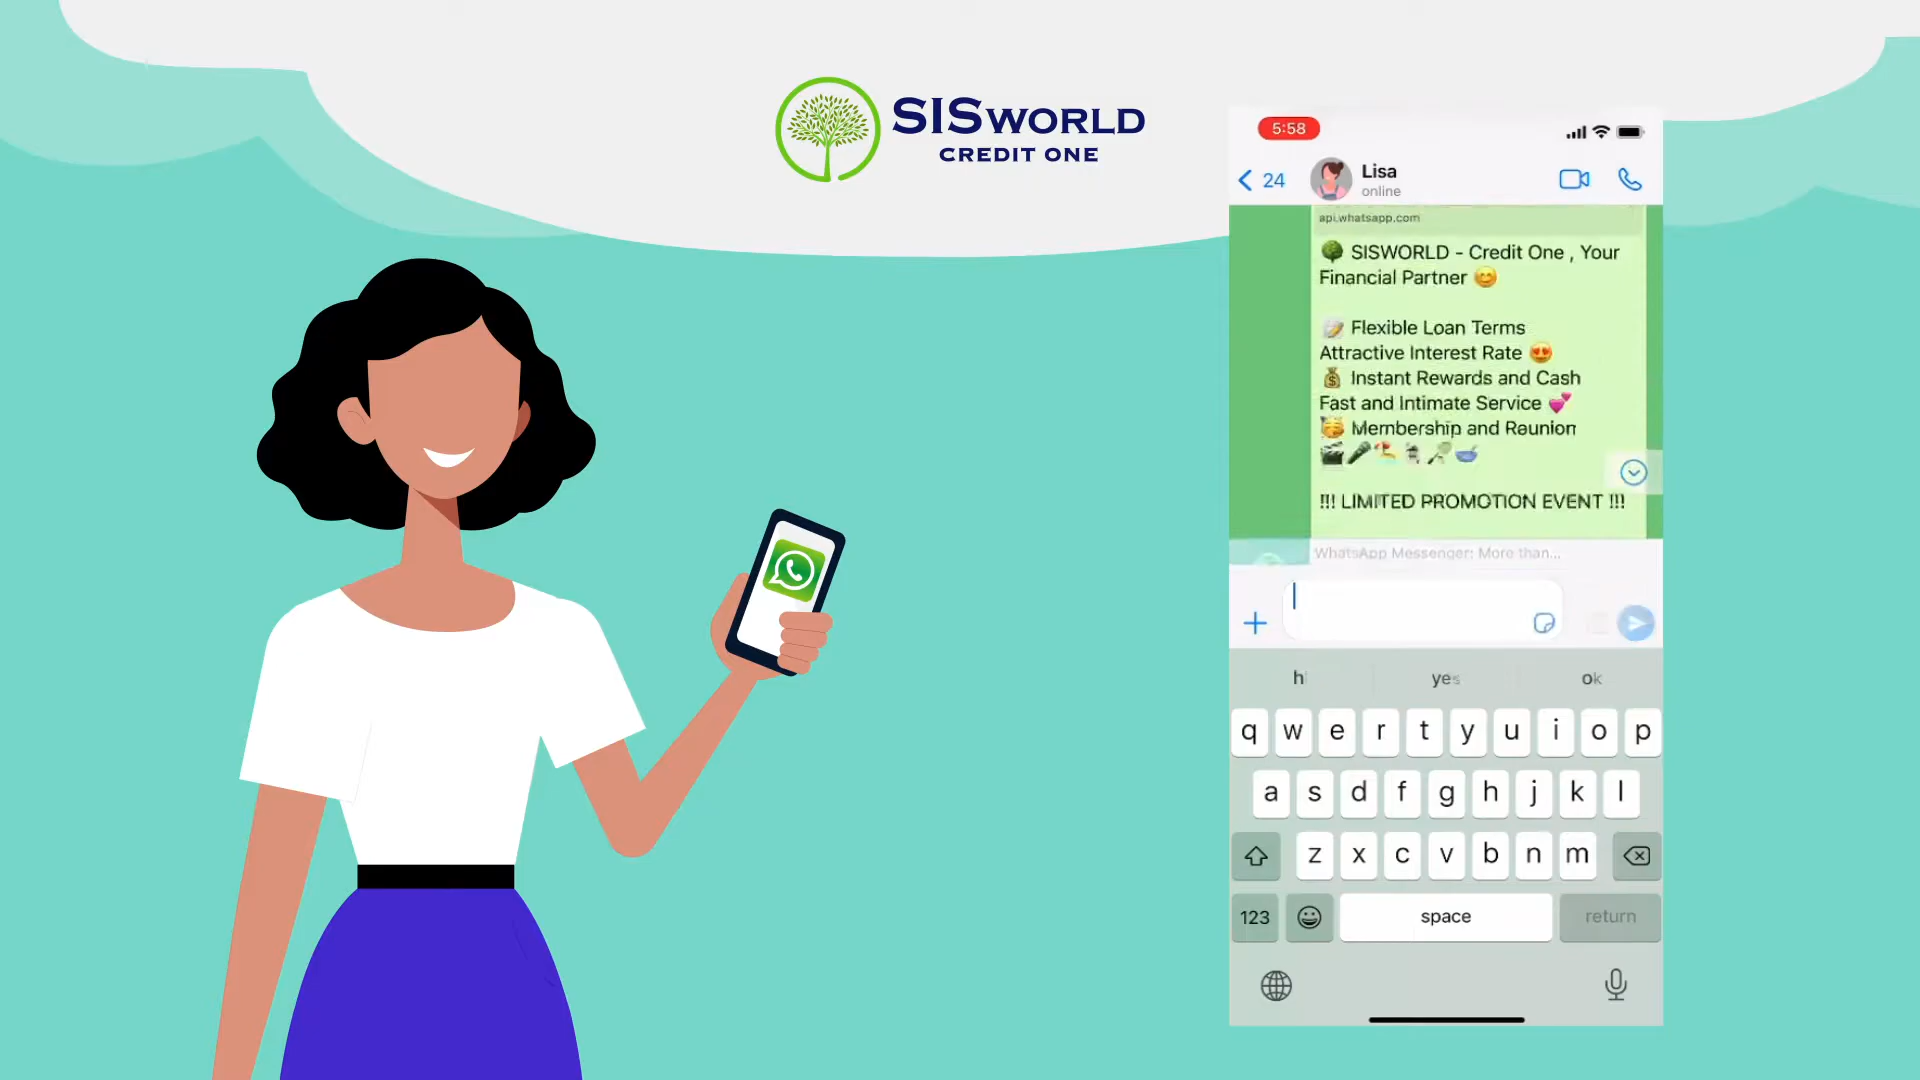 SISWORLD
CREDIT ONE
5:58
24
Lisa
online
api.whatsapp.com
SISWORLD - Credit One , Your
Financial Partner
Flexible Loan Terms
Attractive Interest Rate
Instant Rewards and Cash
Fast and Intimate Service
Membership and Reunion
!!! LIMITED PROMOTION EVENT !!!
WhatsApp Messenger: More than...
h yes ok
q w e r t y u i o p
a s d f g h j k l
z x c v b n m
123 space return